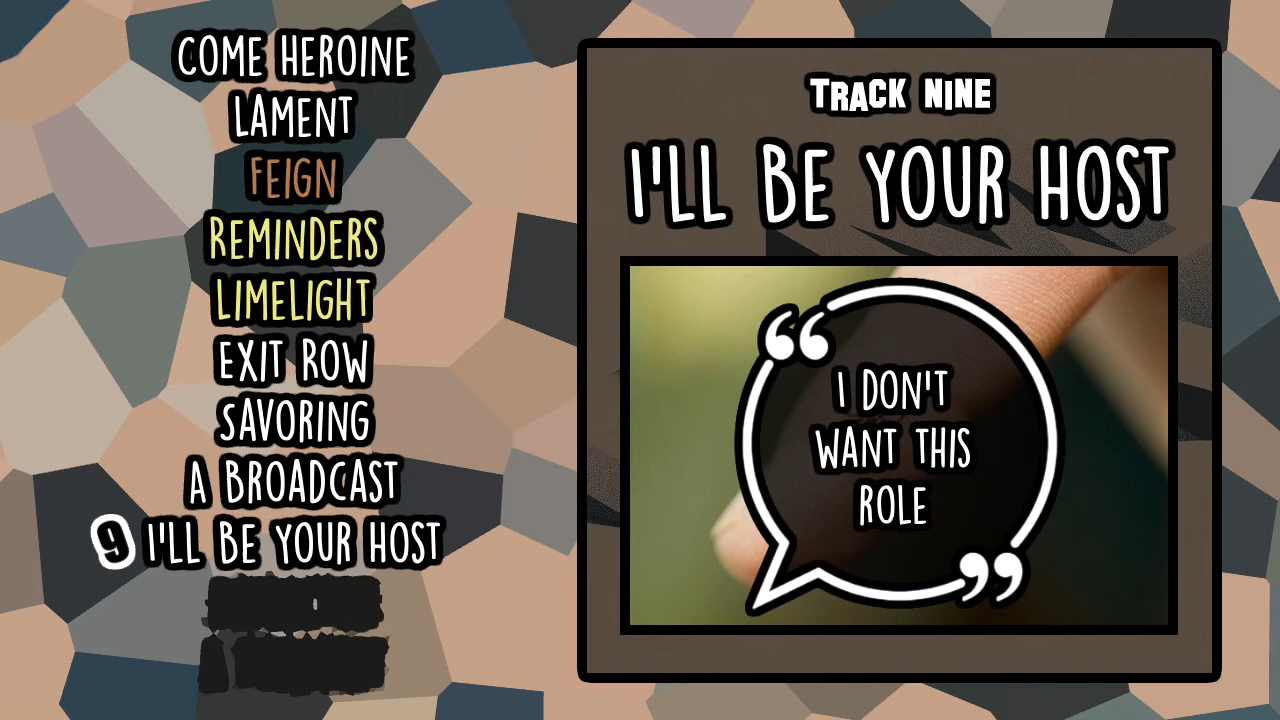 COME HEROINE
LAMENT
FEIGN
REMINDERS
LIMELIGHT
EXIT ROW
SAVORING
A BROADCAST
9 I'LL BE YOUR HOST
TRACK NINE
I'LL BE YOUR HOST
“I DON'T
WANT THIS
ROLE”